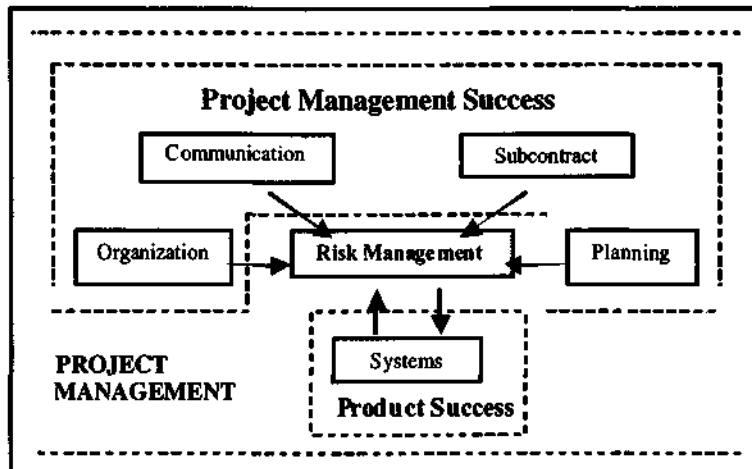 Project Management Success
Communication
Subcontract
Organization
Risk Management
Planning
Systems
PROJECT
MANAGEMENT
Product Success